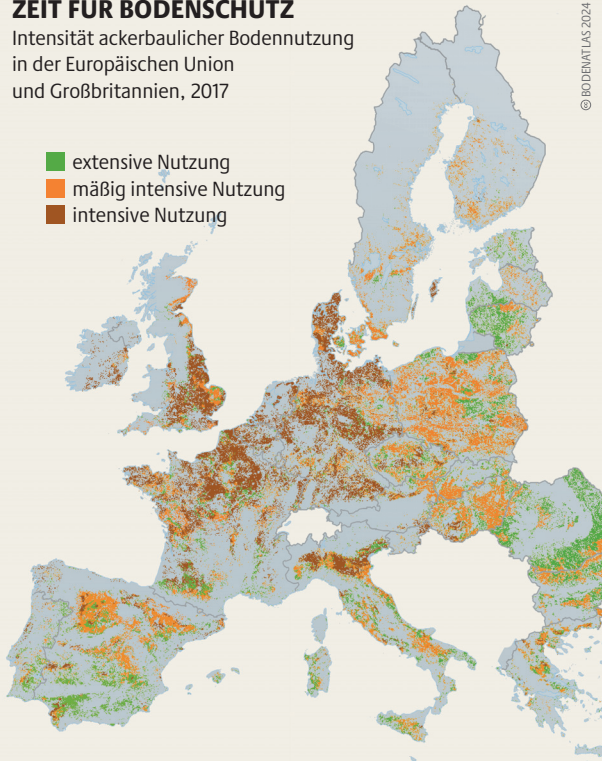 ZEIT FÜR BODENSCHUTZ
Intensität ackerbaulicher Bodennutzung
in der Europäischen Union
und Großbritannien, 2017
extensive Nutzung
mäßig intensive Nutzung
intensive Nutzung
© BODENATLAS 2024